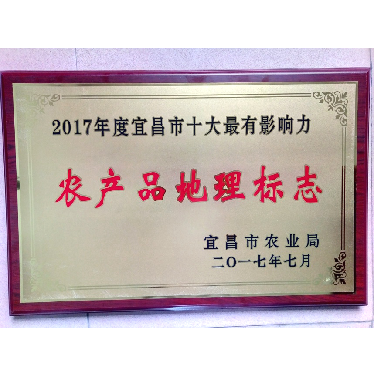 2017年度宜昌市十大最有影响力
农产品地理标志
宜昌市农业局
二〇一七年七月